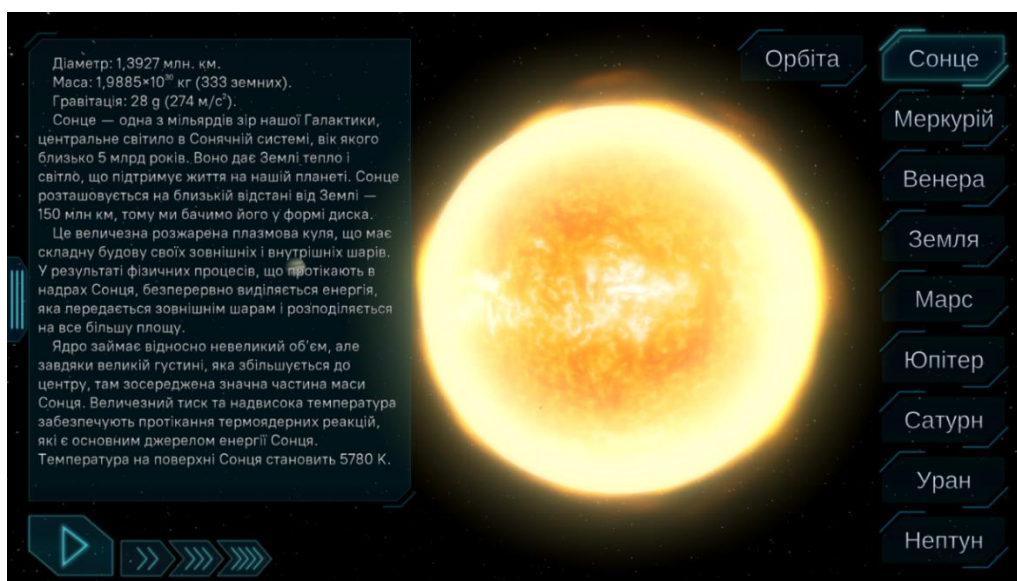 Діаметр: 1,3927 млн. км.
Маса: 1,9885×10³⁰ кг (333 земних).
Гравітація: 28 g (274 м/с²).
Сонце — одна з мільярдів зір нашої Галактики,
центральне світило в Сонячній системі, вік якого
близько 5 млрд років. Воно дає Землі тепло і
світло, що підтримує життя на нашій планеті. Сонце
розташовується на близькій відстані від Землі —
150 млн км, тому ми бачимо його у формі диска.
Це величезна розжарена плазмова куля, що має
складну будову своїх зовнішніх і внутрішніх шарів.
У результаті фізичних процесів, що протікають в
надрах Сонця, безперервно виділяється енергія,
яка передається зовнішнім шарам і розподіляється
на все більшу площу.
Ядро займає відносно невеликий об’єм, але
завдяки великій густині, яка збільшується до
центру, там зосереджена значна частина маси
Сонця. Величезний тиск та надвисока температура
забезпечують протікання термоядерних реакцій,
які є основним джерелом енергії Сонця.
Температура на поверхні Сонця становить 5780 K.
Орбіта
Сонце
Меркурій
Венера
Земля
Марс
Юпітер
Сатурн
Уран
Нептун